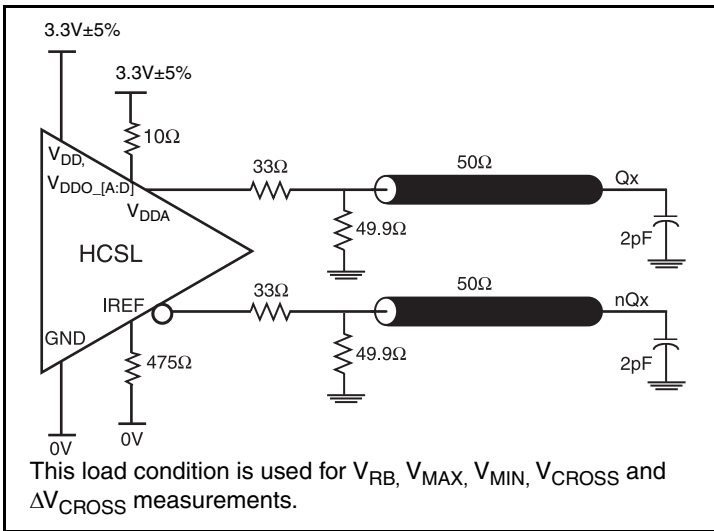 3.3V±5%
3.3V±5%
10Ω
V_DD,
V_DDO_[A:D]
V_DDA
HCSL
IREF
GND
475Ω
0V
0V
33Ω
49.9Ω
50Ω
Qx
2pF
33Ω
49.9Ω
50Ω
nQx
2pF
This load condition is used for V_RB, V_MAX, V_MIN, V_CROSS and
ΔV_CROSS measurements.